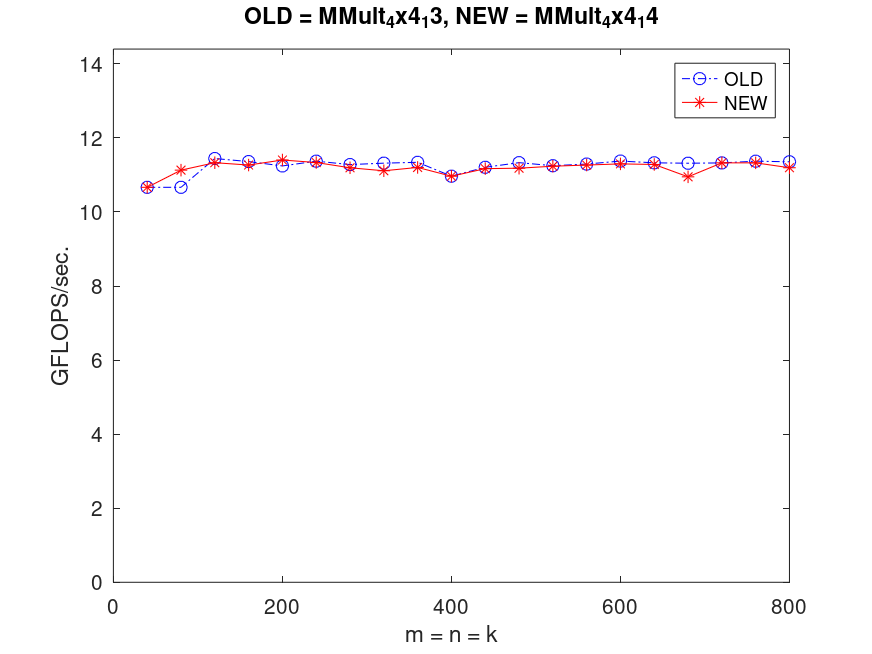 OLD = MMult₄x4₁3, NEW = MMult₄x4₁4
14
OLD
NEW
12
10
8
6
4
2
0
GFLOPS/sec.
0 200 400 600 800
m = n = k